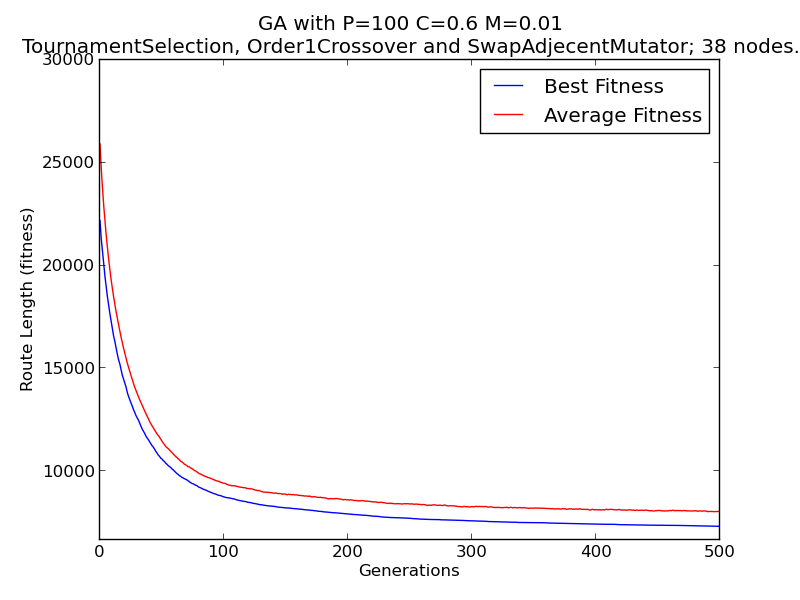 GA with P=100 C=0.6 M=0.01
TournamentSelection, Order1Crossover and SwapAdjecentMutator; 38 nodes.
30000
Best Fitness
Average Fitness
25000
20000
15000
10000
Route Length (fitness)
0 100 200 300 400 500
Generations